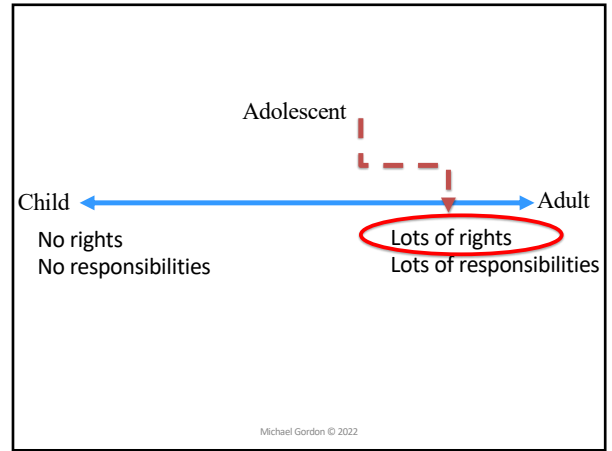 Adolescent
Child
Adult
No rights
No responsibilities
Lots of rights
Lots of responsibilities
Michael Gordon © 2022